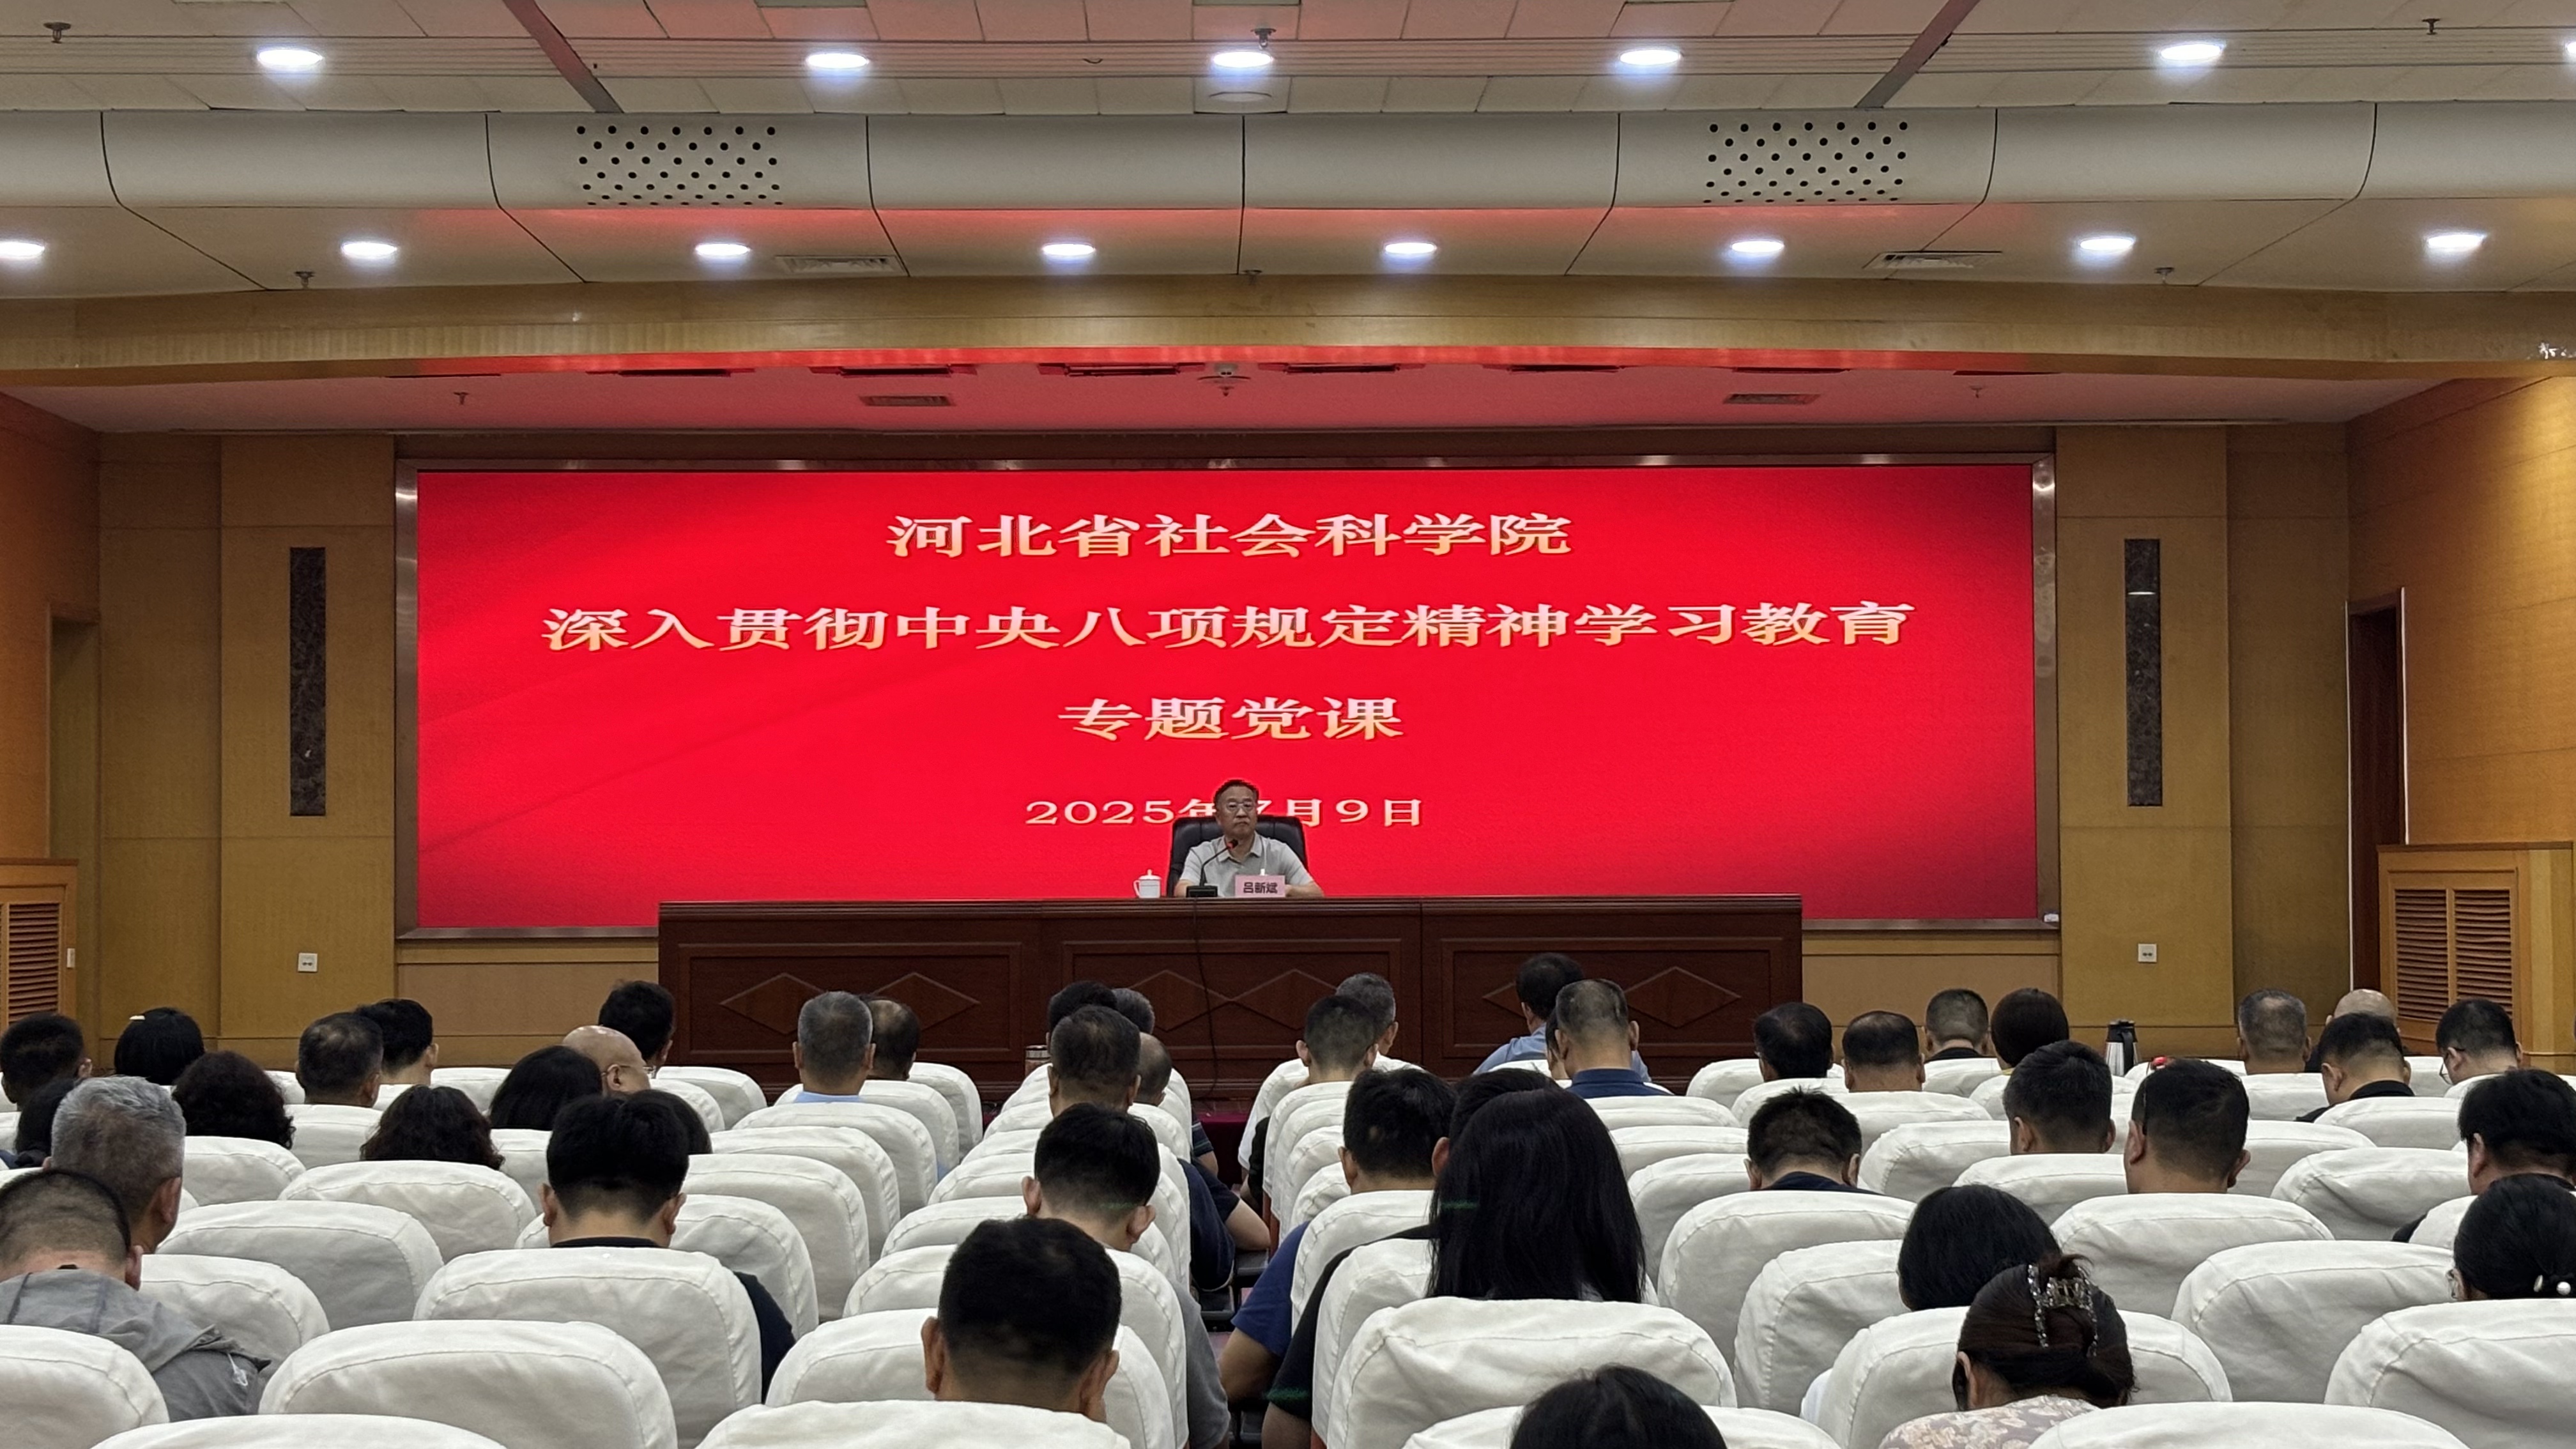 河北省社会科学院
深入贯彻中央八项规定精神学习教育
专题党课
2025年7月9日
吕新斌